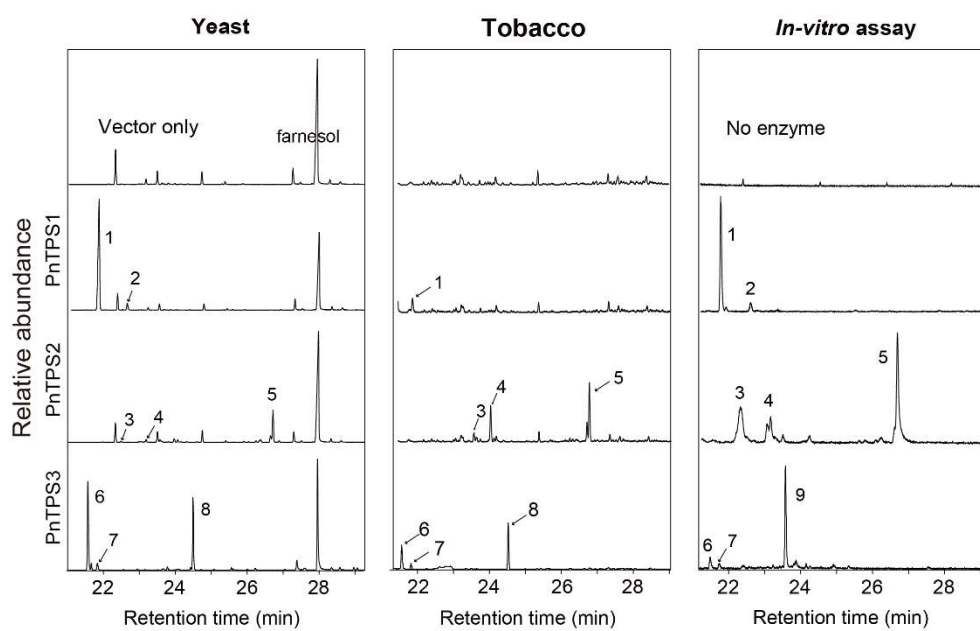 Yeast
Tobacco
In-vitro assay
Relative abundance
Vector only
farnesol
No enzyme
PnTPS1
1
2
1
1
2
PnTPS2
3
4
5
3
4
5
3
4
5
PnTPS3
6
7
8
6
7
8
6
7
9
22 24 26 28
22 24 26 28
22 24 26 28
Retention time (min)
Retention time (min)
Retention time (min)